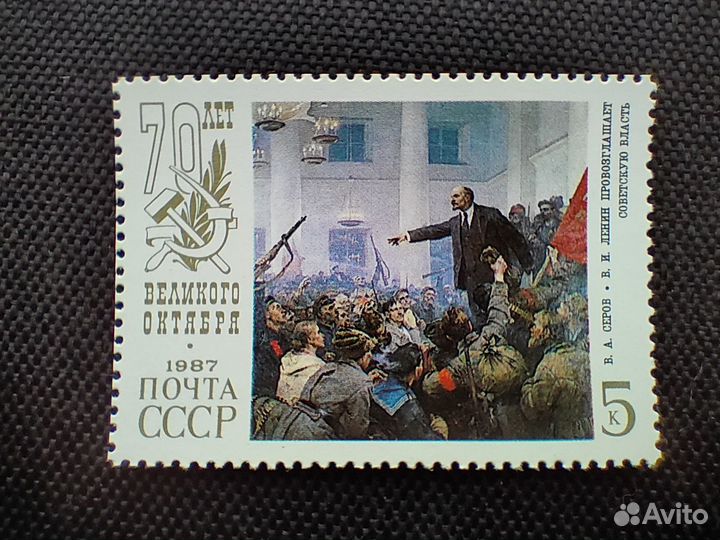 70 ЛЕТ
ВЕЛИКОГО
ОКТЯБРЯ
1987
ПОЧТА
СССР
В. А. СЕРОВ • В. И. ЛЕНИН ПРОВОЗГЛАШАЕТ
СОВЕТСКУЮ ВЛАСТЬ
5 К
Avito